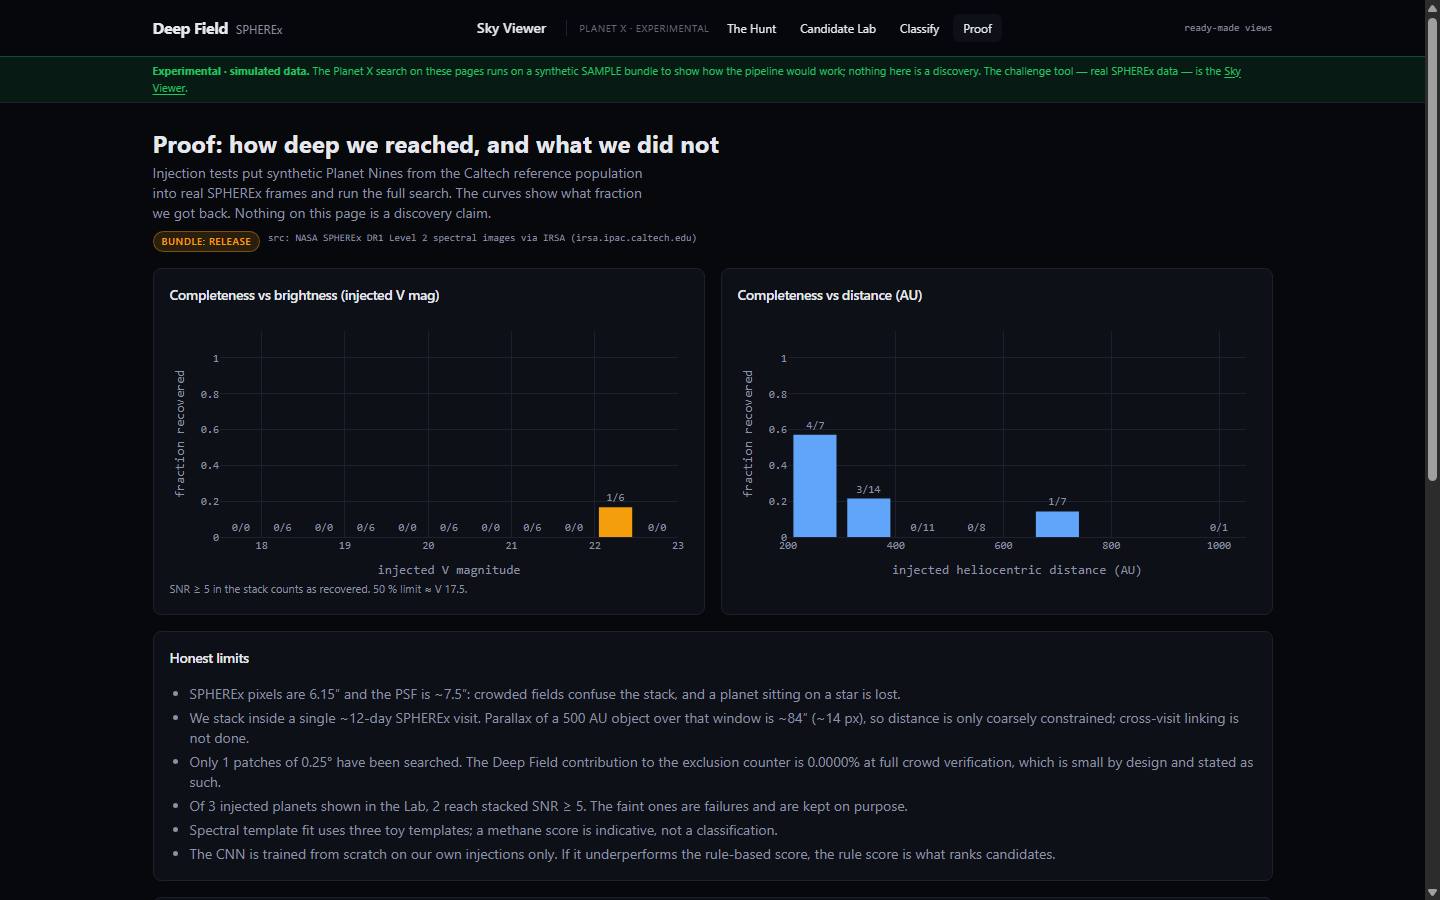 Deep Field SPHEREx
Sky Viewer
PLANET X · EXPERIMENTAL
The Hunt
Candidate Lab
Classify
Proof
ready-made views
Experimental · simulated data. The Planet X search on these pages runs on a synthetic SAMPLE bundle to show how the pipeline would work; nothing here is a discovery. The challenge tool — real SPHEREx data — is the Sky
Viewer.
Proof: how deep we reached, and what we did not
Injection tests put synthetic Planet Nines from the Caltech reference population
into real SPHEREx frames and run the full search. The curves show what fraction
we got back. Nothing on this page is a discovery claim.
BUNDLE: RELEASE
src: NASA SPHEREx DR1 Level 2 spectral images via IRSA (irsa.ipac.caltech.edu)
Completeness vs brightness (injected V mag)
fraction recovered
1
0.8
0.6
0.4
0.2
0
0/0 0/6 0/0 0/6 0/0 0/6 0/0 0/6 0/0 1/6 0/0
18 19 20 21 22 23
injected V magnitude
SNR ≥ 5 in the stack counts as recovered. 50 % limit ≈ V 17.5.
Completeness vs distance (AU)
fraction recovered
1
0.8
0.6
0.4
0.2
0
4/7 3/14 0/11 0/8 1/7 0/1
200 400 600 800 1000
injected heliocentric distance (AU)
Honest limits
• SPHEREx pixels are 6.15″ and the PSF is ~7.5″: crowded fields confuse the stack, and a planet sitting on a star is lost.
• We stack inside a single ~12-day SPHEREx visit. Parallax of a 500 AU object over that window is ~84″ (~14 px), so distance is only coarsely constrained; cross-visit linking is
not done.
• Only 1 patches of 0.25° have been searched. The Deep Field contribution to the exclusion counter is 0.0000% at full crowd verification, which is small by design and stated as
such.
• Of 3 injected planets shown in the Lab, 2 reach stacked SNR ≥ 5. The faint ones are failures and are kept on purpose.
• Spectral template fit uses three toy templates; a methane score is indicative, not a classification.
• The CNN is trained from scratch on our own injections only. If it underperforms the rule-based score, the rule score is what ranks candidates.